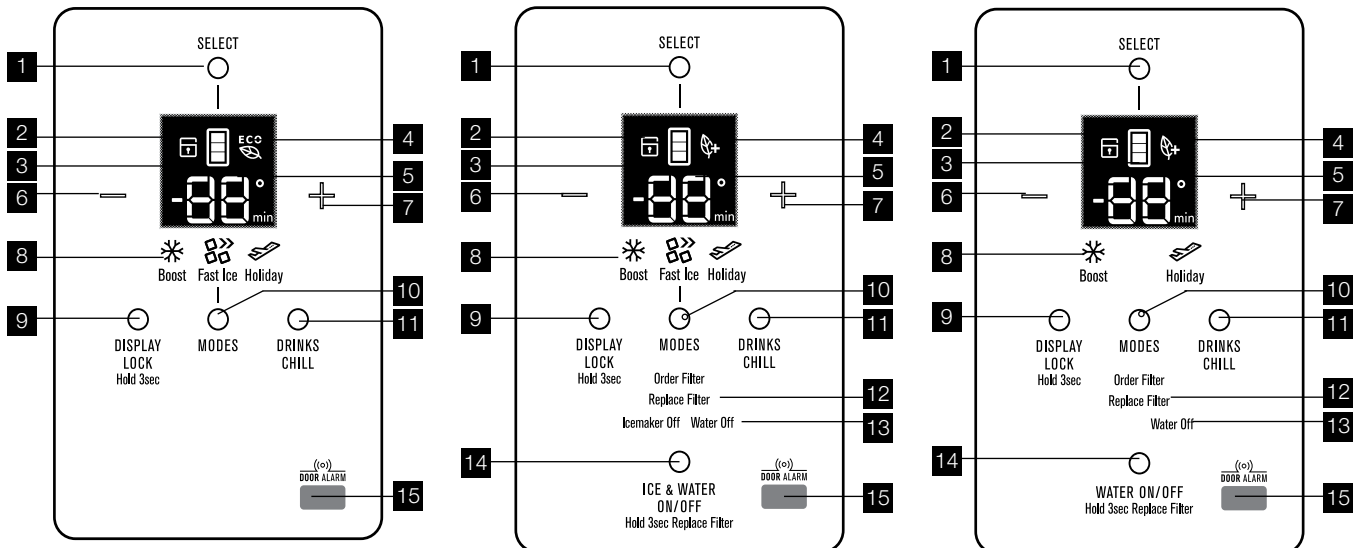 SELECT
1
2
3
4
5
6
7
ECO
-88°
min
8
Boost Fast Ice Holiday
9
10
11
DISPLAY LOCK
Hold 3sec
MODES
DRINKS CHILL
DOOR ALARM
15
SELECT
1
2
3
4
5
6
7
-88°
min
8
Boost Fast Ice Holiday
9
10
11
DISPLAY LOCK
Hold 3sec
MODES
DRINKS CHILL
Order Filter
Replace Filter
12
Icemaker Off Water Off
13
14
ICE & WATER
ON/OFF
Hold 3sec Replace Filter
DOOR ALARM
15
SELECT
1
2
3
4
5
6
7
-88°
min
8
Boost Holiday
9
10
11
DISPLAY LOCK
Hold 3sec
MODES
DRINKS CHILL
Order Filter
Replace Filter
12
Water Off
13
14
WATER ON/OFF
Hold 3sec Replace Filter
DOOR ALARM
15